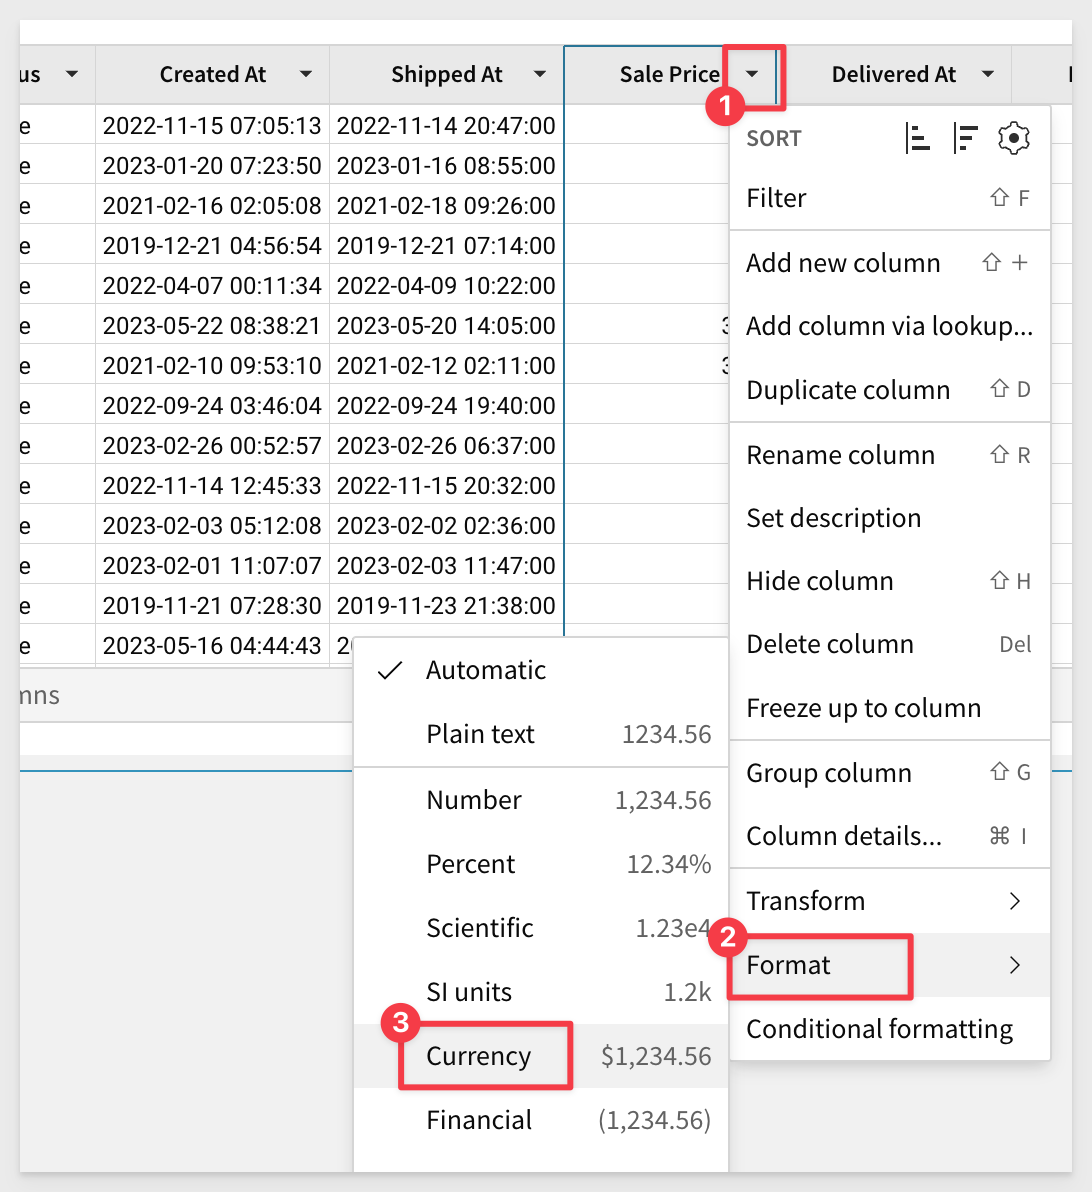 us Created At Shipped At Sale Price Delivered At
1
e 2022-11-15 07:05:13 2022-11-14 20:47:00
e 2023-01-20 07:23:50 2023-01-16 08:55:00
e 2021-02-16 02:05:08 2021-02-18 09:26:00
e 2019-12-21 04:56:54 2019-12-21 07:14:00
e 2022-04-07 00:11:34 2022-04-09 10:22:00
e 2023-05-22 08:38:21 2023-05-20 14:05:00 3
e 2021-02-10 09:53:10 2021-02-12 02:11:00 3
e 2022-09-24 03:46:04 2022-09-24 19:40:00
e 2023-02-26 00:52:57 2023-02-26 06:37:00
e 2022-11-14 12:45:33 2022-11-15 20:32:00
e 2023-02-03 05:12:08 2023-02-02 02:36:00
e 2023-02-01 11:07:07 2023-02-03 11:47:00
e 2019-11-21 07:28:30 2019-11-23 21:38:00
e 2023-05-16 04:44:43 20
mns
SORT
Filter ⇧ F
Add new column ⇧ +
Add column via lookup...
Duplicate column ⇧ D
Rename column ⇧ R
Set description
Hide column ⇧ H
Delete column Del
Freeze up to column
Group column ⇧ G
Column details... ⌘ I
Transform
2
Format
Conditional formatting
Automatic
Plain text 1234.56
Number 1,234.56
Percent 12.34%
Scientific 1.23e4
SI units 1.2k
3
Currency $1,234.56
Financial (1,234.56)